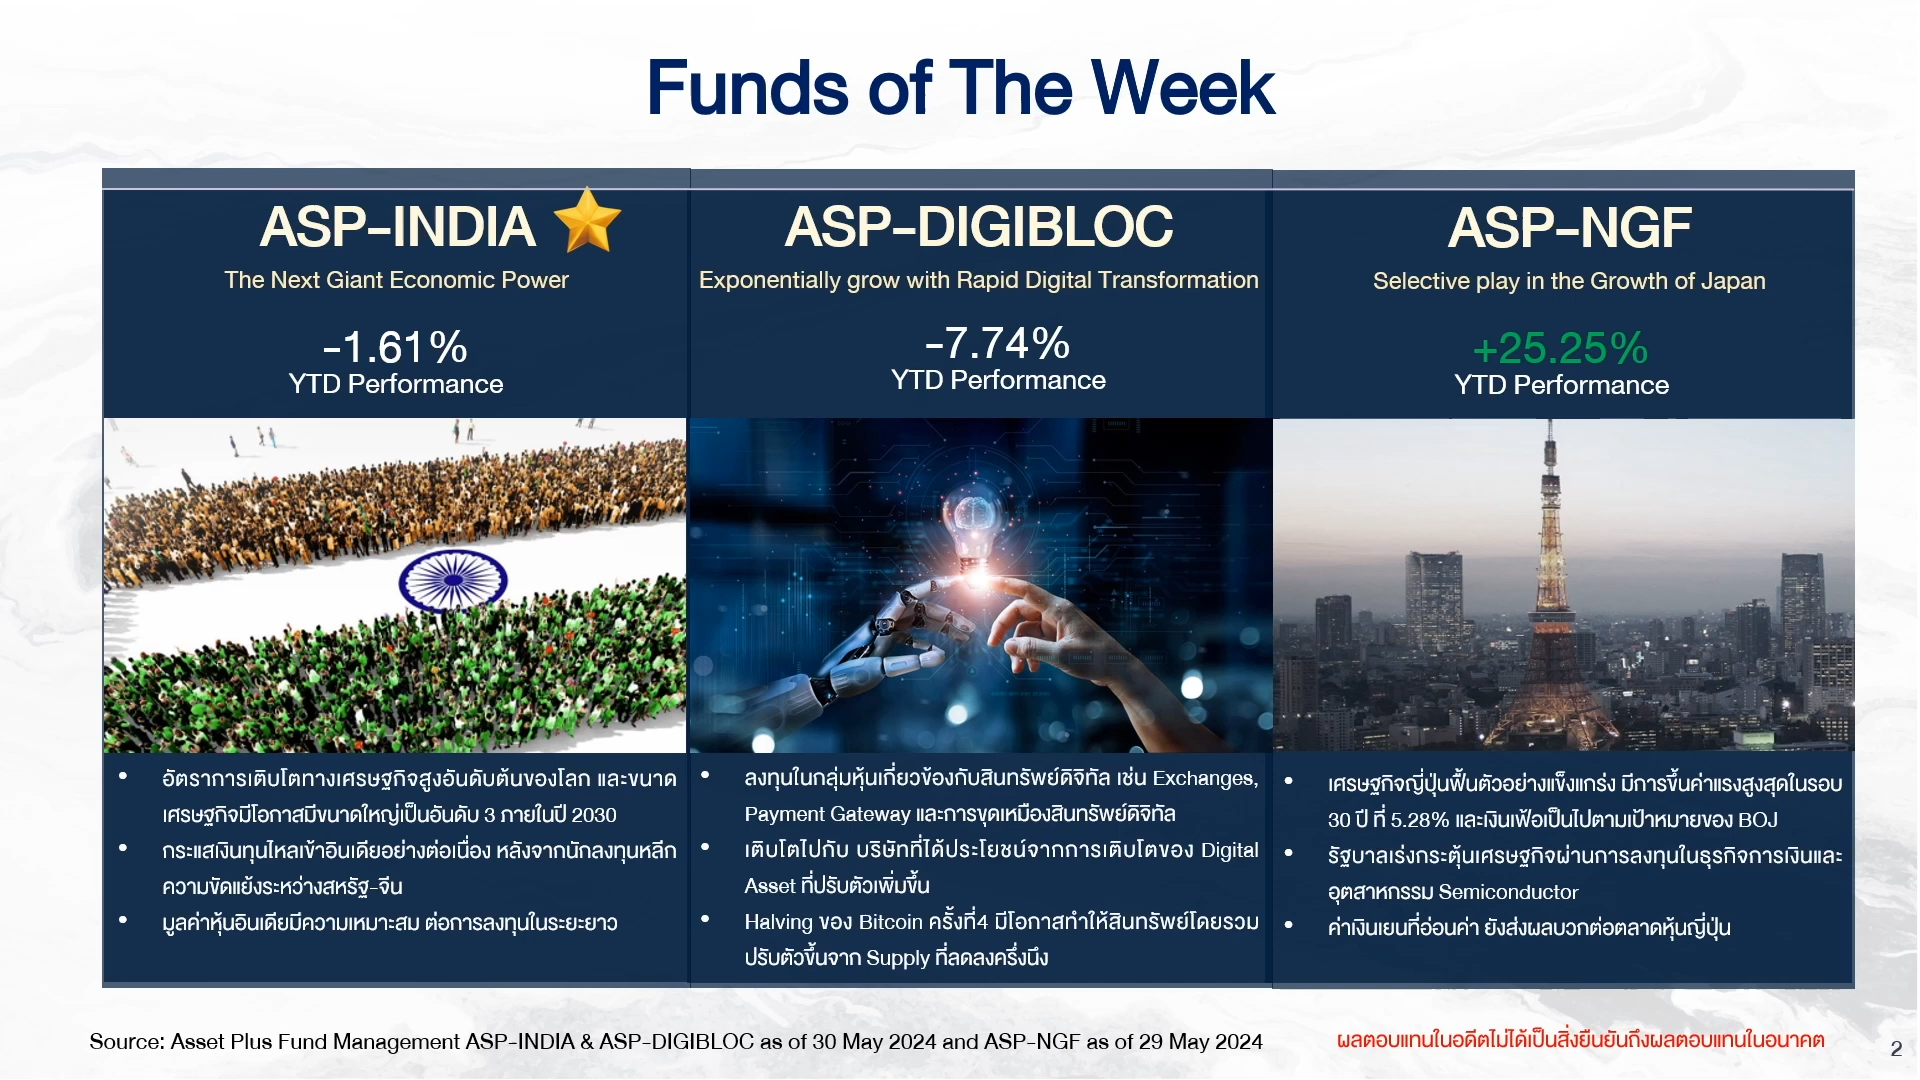 Funds of The Week
ASP-INDIA
The Next Giant Economic Power
-1.61%
YTD Performance
• อัตราการเติบโตทางเศรษฐกิจสูงอันดับต้นของโลก และขนาด
เศรษฐกิจมีโอกาสมีขนาดใหญ่เป็นอันดับ 3 ภายในปี 2030
• กระแสเงินทุนไหลเข้าอินเดียอย่างต่อเนื่อง หลังจากนักลงทุนหลีก
ความขัดแย้งระหว่างสหรัฐ-จีน
• มูลค่าหุ้นอินเดียมีความเหมาะสม ต่อการลงทุนในระยะยาว
ASP-DIGIBLOC
Exponentially grow with Rapid Digital Transformation
-7.74%
YTD Performance
• ลงทุนในกลุ่มหุ้นเกี่ยวข้องกับสินทรัพย์ดิจิทัล เช่น Exchanges,
Payment Gateway และการขุดเหมืองสินทรัพย์ดิจิทัล
• เติบโตไปกับ บริษัทที่ได้ประโยชน์จากการเติบโตของ Digital
Asset ที่ปรับตัวเพิ่มขึ้น
• Halving ของ Bitcoin ครั้งที่4 มีโอกาสทำให้สินทรัพย์โดยรวม
ปรับตัวขึ้นจาก Supply ที่ลดลงครึ่งนึง
ASP-NGF
Selective play in the Growth of Japan
+25.25%
YTD Performance
• เศรษฐกิจญี่ปุ่นฟื้นตัวอย่างแข็งแกร่ง มีการขึ้นค่าแรงสูงสุดในรอบ
30 ปี ที่ 5.28% และเงินเฟ้อเป็นไปตามเป้าหมายของ BOJ
• รัฐบาลเร่งกระตุ้นเศรษฐกิจผ่านการลงทุนในธุรกิจการเงินและ
อุตสาหกรรม Semiconductor
• ค่าเงินเยนที่อ่อนค่า ยังส่งผลบวกต่อตลาดหุ้นญี่ปุ่น
Source: Asset Plus Fund Management ASP-INDIA & ASP-DIGIBLOC as of 30 May 2024 and ASP-NGF as of 29 May 2024
ผลตอบแทนในอดีตไม่ได้เป็นสิ่งยืนยันถึงผลตอบแทนในอนาคต
2